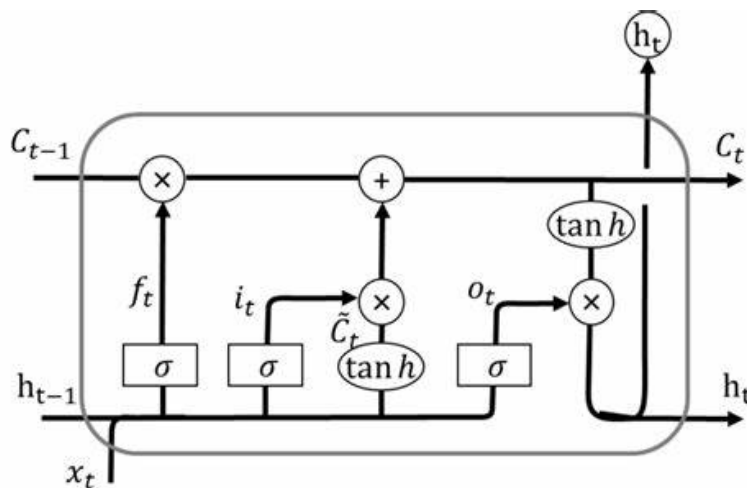 h_t
C_{t−1} × + C_t
tan h
f_t i_t × o_t ×
C̃_t
σ σ tan h σ
h_{t−1} h_t
x_t